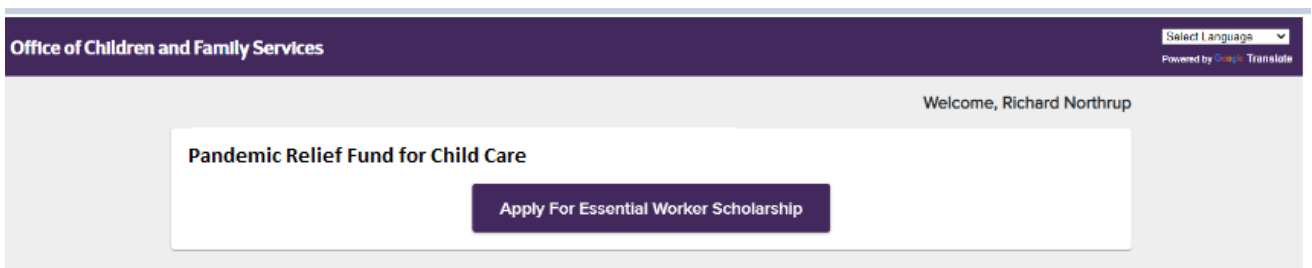 Office of Children and Family Services
Select Language
Powered by Google Translate
Welcome, Richard Northrup
Pandemic Relief Fund for Child Care
Apply For Essential Worker Scholarship